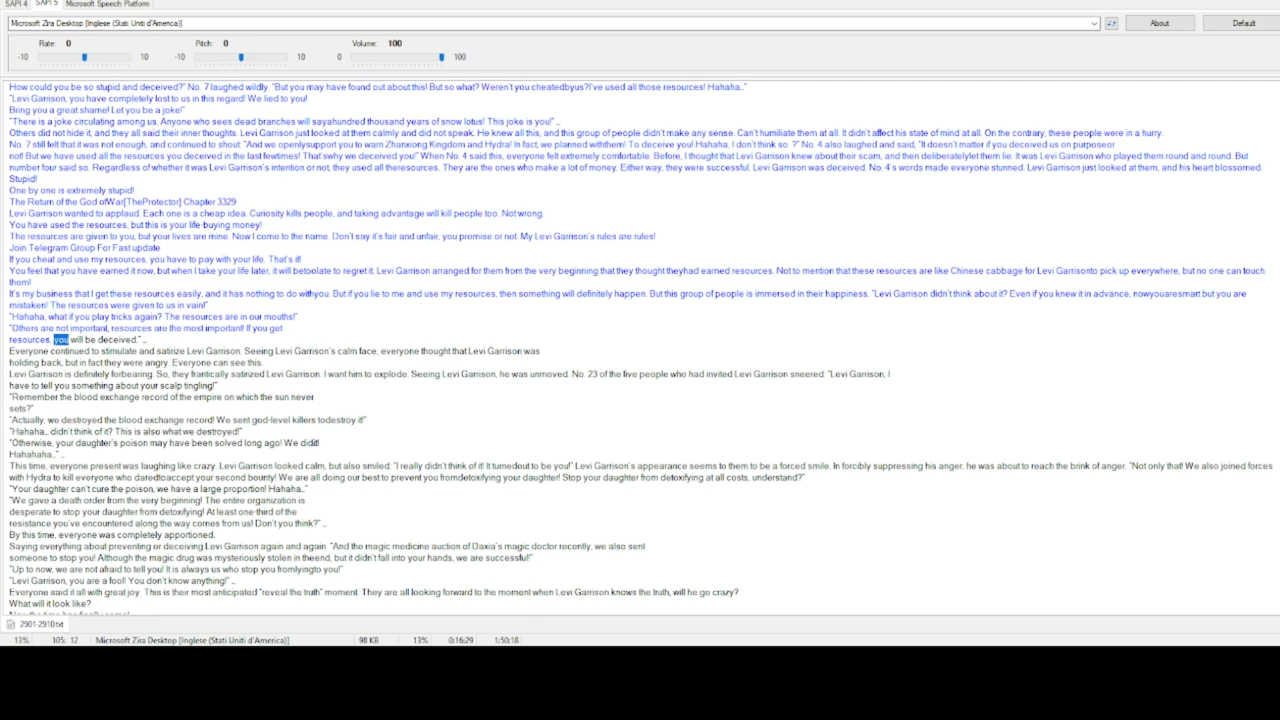 SAPI 4 SAPI 5 Microsoft Speech Platform
Microsoft Zira Desktop [Inglese (Stati Uniti d'America)]
About
Default
Rate: 0 Pitch: 0 Volume: 100
-10 10 -10 10 0 100
How could you be so stupid and deceived?" No. 7 laughed wildly. "But you may have found out about this! But so what? Weren't you cheatedbyus?I've used all those resources! Hahaha.."
"Levi Garrison, you have completely lost to us in this regard! We lied to you!
Bring you a great shame! Let you be a joke!"
"There is a joke circulating among us. Anyone who sees dead branches will sayahundred thousand years of snow lotus! This joke is you!" ..
Others did not hide it, and they all said their inner thoughts. Levi Garrison just looked at them calmly and did not speak. He knew all this, and this group of people didn't make any sense. Can't humiliate them at all. It didn't affect his state of mind at all. On the contrary, these people were in a hurry.
No. 7 still felt that it was not enough, and continued to shout. "And we openlysupport you to warn Zhanxiong Kingdom and Hydra! In fact, we planned withthem! To deceive you! Hahaha, I don't think so. ?" No. 4 also laughed and said, "It doesn't matter if you deceived us on purposeor
not! But we have used all the resources you deceived in the last fewtimes! That'swhy we deceived you!" When No. 4 said this, everyone felt extremely comfortable. Before, I thought that Levi Garrison knew about their scam, and then deliberatelylet them lie. It was Levi Garrison who played them round and round. But
number four said so. Regardless of whether it was Levi Garrison's intention or not, they used all theresources. They are the ones who make a lot of money. Either way, they were successful! Levi Garrison was deceived. No. 4's words made everyone stunned. Levi Garrison just looked at them, and his heart blossomed.
Stupid!
One by one is extremely stupid!
The Return of the God ofWar[TheProtector] Chapter 3329
Levi Garrison wanted to applaud. Each one is a cheap idea. Curiosity kills people, and taking advantage will kill people too. Not wrong.
You have used the resources, but this is your life-buying money!
The resources are given to you, but your lives are mine. Now I come to the name. Don't say it's fair and unfair, you promise or not. My Levi Garrison's rules are rules!
Join Telegram Group For Fast update
If you cheat and use my resources, you have to pay with your life. That's it!
You feel that you have earned it now, but when I take your life later, it will betoolate to regret it. Levi Garrison arranged for them from the very beginning that they thought theyhad earned resources. Not to mention that these resources are like Chinese cabbage for Levi Garrisonto pick up everywhere, but no one can touch
them!
It's my business that I get these resources easily, and it has nothing to do withyou. But if you lie to me and use my resources, then something will definitely happen. But this group of people is immersed in their happiness. "Levi Garrison didn't think about it? Even if you knew it in advance, nowyouaresmart but you are
mistaken! The resources were given to us in vain!"
"Hahaha, what if you play tricks again? The resources are in our mouths!"
"Others are not important, resources are the most important! If you get
resources, you will be deceived." ..
Everyone continued to stimulate and satirize Levi Garrison. Seeing Levi Garrison's calm face, everyone thought that Levi Garrison was
holding back, but in fact they were angry. Everyone can see this.
Levi Garrison is definitely forbearing. So, they frantically satirized Levi Garrison. I want him to explode. Seeing Levi Garrison, he was unmoved. No. 23 of the five people who had invited Levi Garrison sneered: "Levi Garrison, I
have to tell you something about your scalp tingling!"
"Remember the blood exchange record of the empire on which the sun never
sets?"
"Actually, we destroyed the blood exchange record! We sent god-level killers todestroy it!"
"Hahaha.. didn't think of it? This is also what we destroyed!"
"Otherwise, your daughter's poison may have been solved long ago! We didit!
Hahahaha.." ..
This time, everyone present was laughing like crazy. Levi Garrison looked calm, but also smiled: "I really didn't think of it! It turnedout to be you!" Levi Garrison's appearance seems to them to be a forced smile. In forcibly suppressing his anger, he was about to reach the brink of anger. "Not only that! We also joined forces
with Hydra to kill everyone who daredtoaccept your second bounty! We are all doing our best to prevent you fromdetoxifying your daughter! Stop your daughter from detoxifying at all costs, understand?"
"Your daughter can't cure the poison, we have a large proportion! Hahaha.."
"We gave a death order from the very beginning! The entire organization is
desperate to stop your daughter from detoxifying! At least one-third of the
resistance you've encountered along the way comes from us! Don't you think?" ..
By this time, everyone was completely apportioned.
Saying everything about preventing or deceiving Levi Garrison again and again. "And the magic medicine auction of Daxia's magic doctor recently, we also sent
someone to stop you! Although the magic drug was mysteriously stolen in theend, but it didn't fall into your hands, we are successful!"
"Up to now, we are not afraid to tell you! It is always us who stop you fromlyingto you!"
"Levi Garrison, you are a fool! You don't know anything!" ..
Everyone said it all with great joy. This is their most anticipated "reveal the truth" moment. They are all looking forward to the moment when Levi Garrison knows the truth, will he go crazy?
What will it look like?
Now the time has finally come!
2901-2910.txt
13% 105: 12 Microsoft Zira Desktop [Inglese (Stati Uniti d'America)] 98 KB 13% 0:16:29 1:50:18